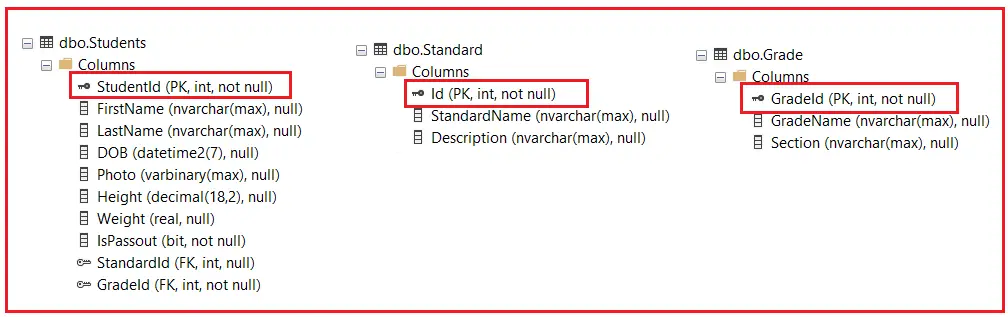 dbo.Students
Columns
StudentId (PK, int, not null)
FirstName (nvarchar(max), null)
LastName (nvarchar(max), null)
DOB (datetime2(7), null)
Photo (varbinary(max), null)
Height (decimal(18,2), null)
Weight (real, null)
IsPassout (bit, not null)
StandardId (FK, int, null)
GradeId (FK, int, not null)
dbo.Standard
Columns
Id (PK, int, not null)
StandardName (nvarchar(max), null)
Description (nvarchar(max), null)
dbo.Grade
Columns
GradeId (PK, int, not null)
GradeName (nvarchar(max), null)
Section (nvarchar(max), null)